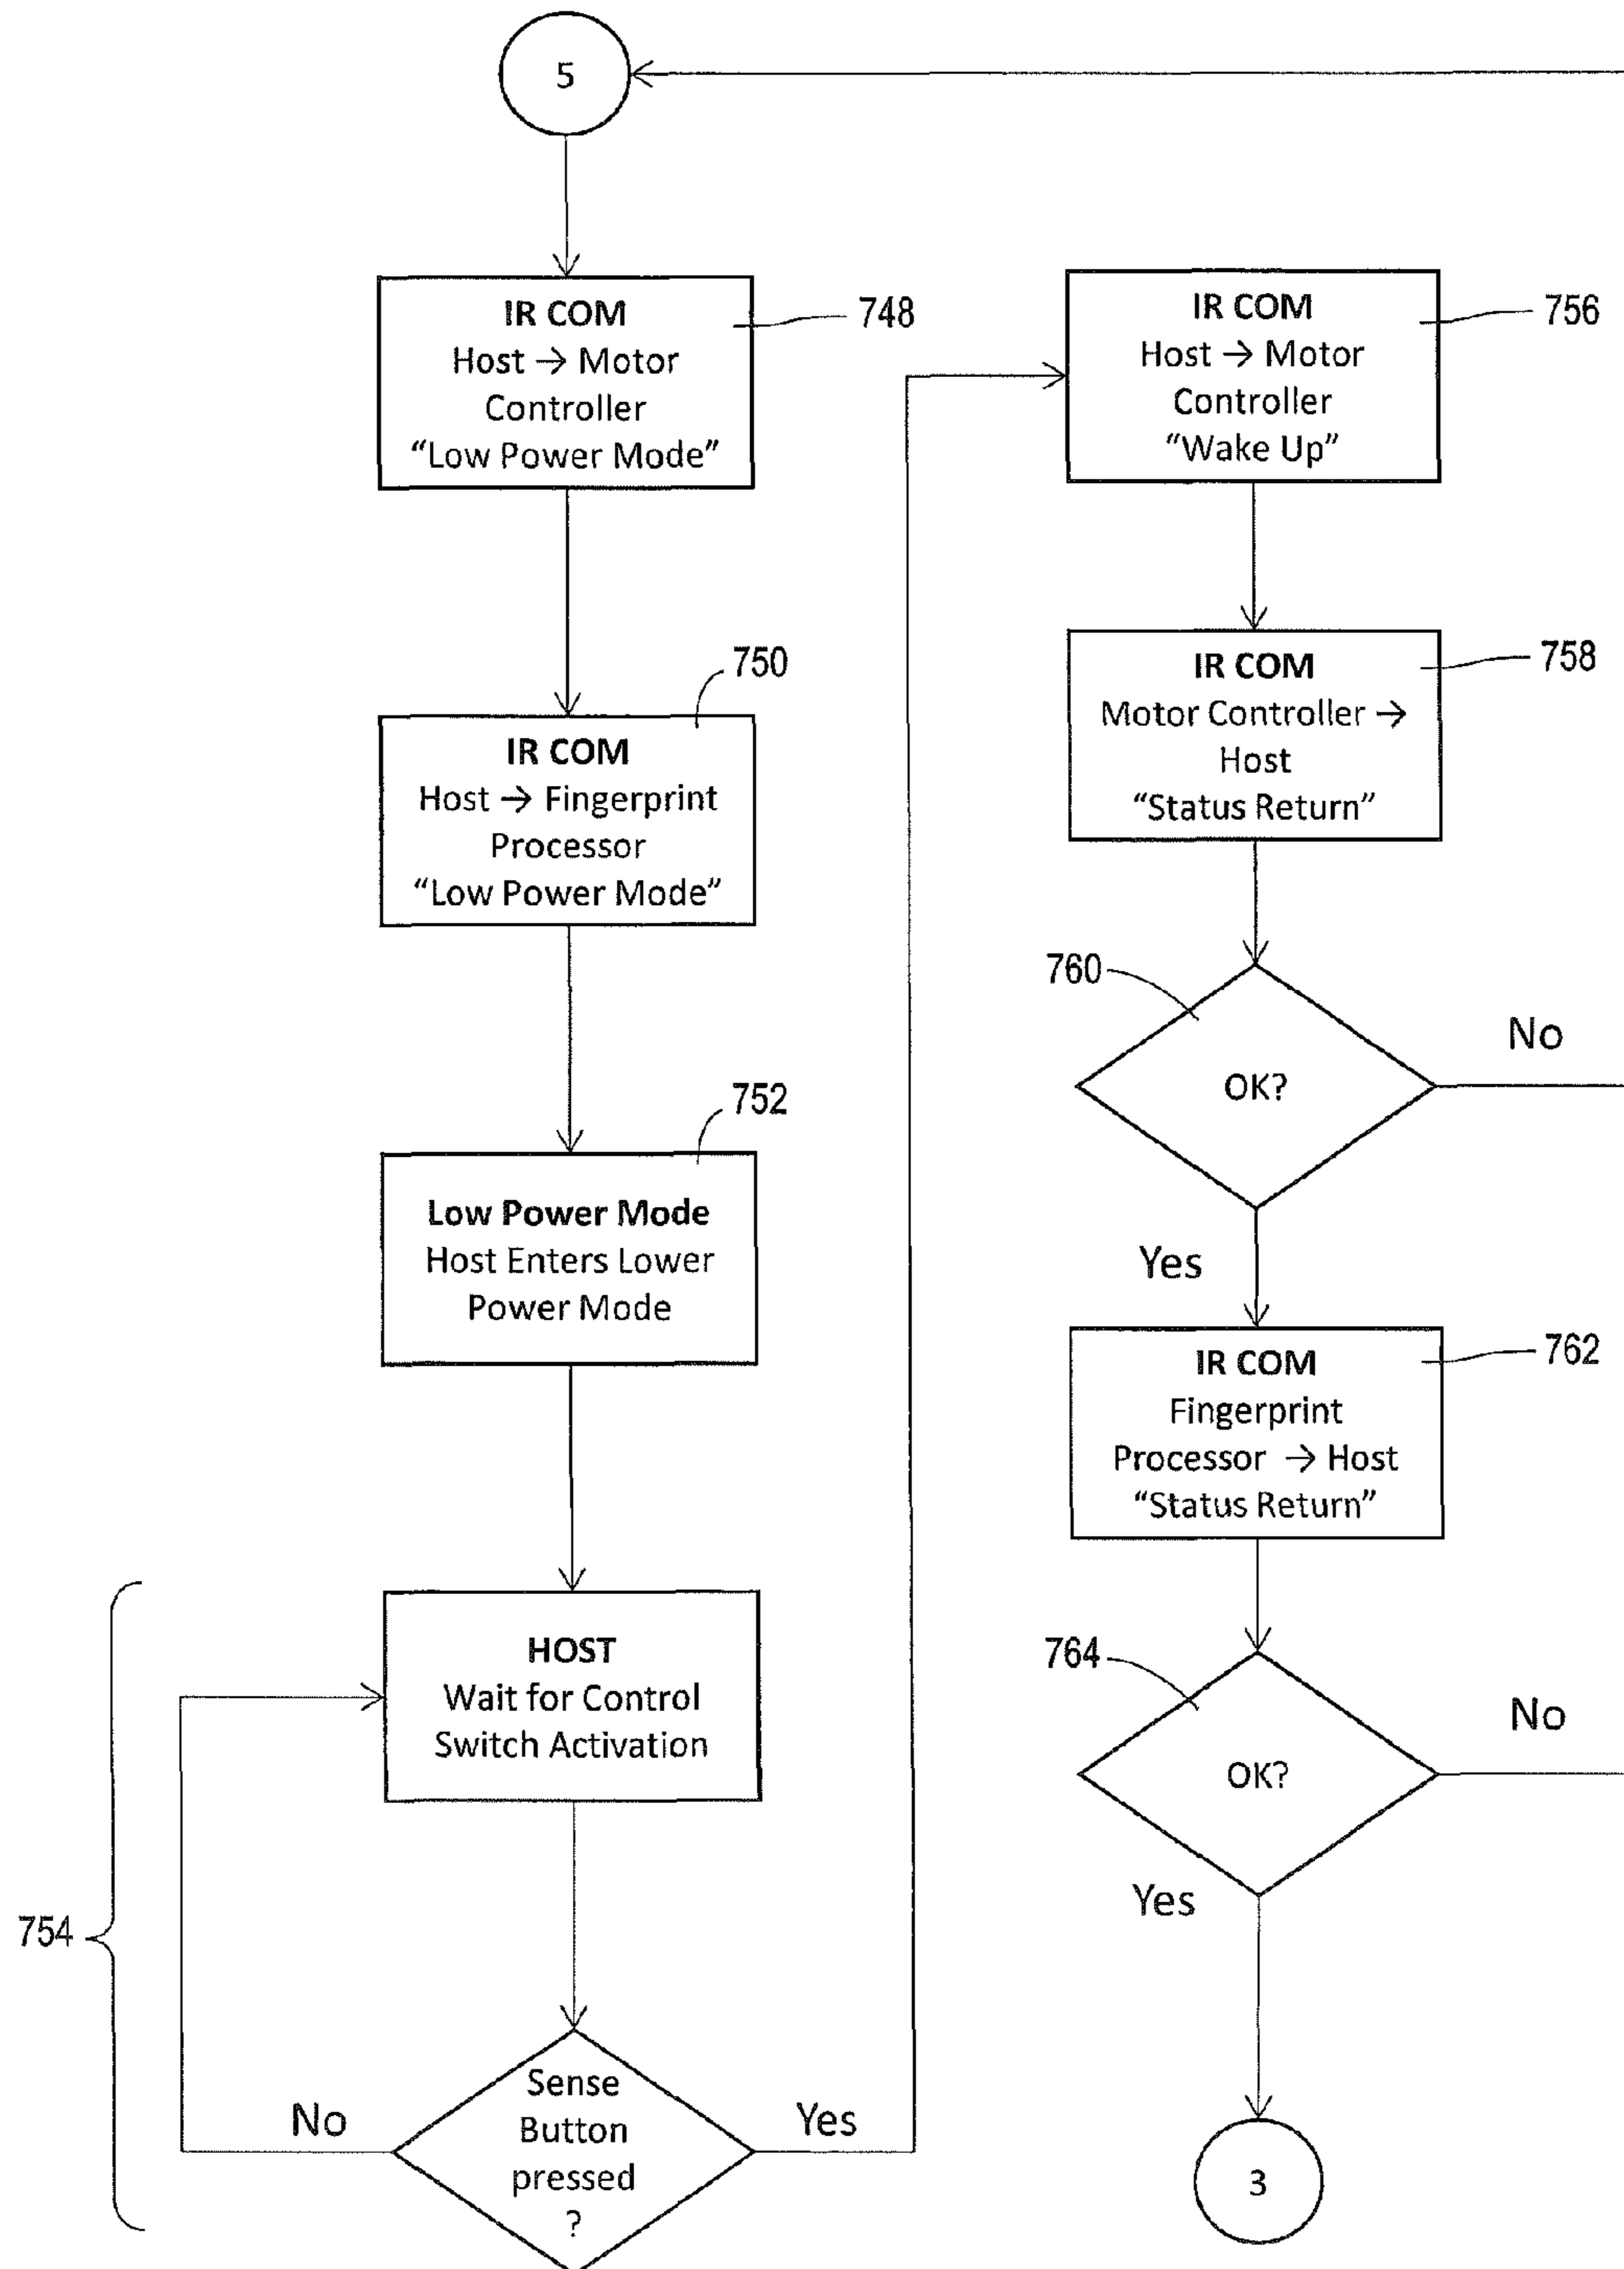 5
IR COM
Host → Motor
Controller
“Low Power Mode”
748
IR COM
Host → Fingerprint
Processor
“Low Power Mode”
750
Low Power Mode
Host Enters Lower
Power Mode
752
HOST
Wait for Control
Switch Activation
754
Sense
Button
pressed
?
No
Yes
IR COM
Host → Motor
Controller
“Wake Up”
756
IR COM
Motor Controller →
Host
“Status Return”
758
760
OK?
No
Yes
IR COM
Fingerprint
Processor → Host
“Status Return”
762
764
OK?
No
Yes
3